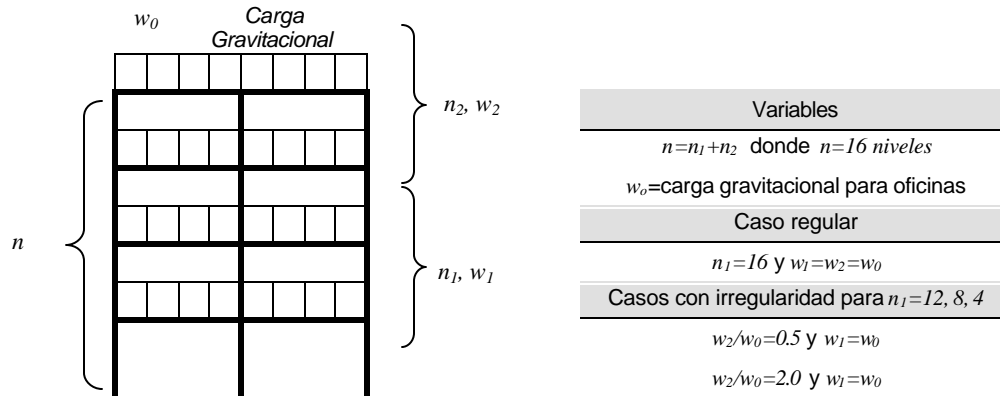 w0 Carga
Gravitacional
n2, w2
n
n1, w1
Variables
n=n1+n2 donde n=16 niveles
wo=carga gravitacional para oficinas
Caso regular
n1=16 y w1=w2=w0
Casos con irregularidad para n1=12, 8, 4
w2/w0=0.5 y w1=w0
w2/w0=2.0 y w1=w0